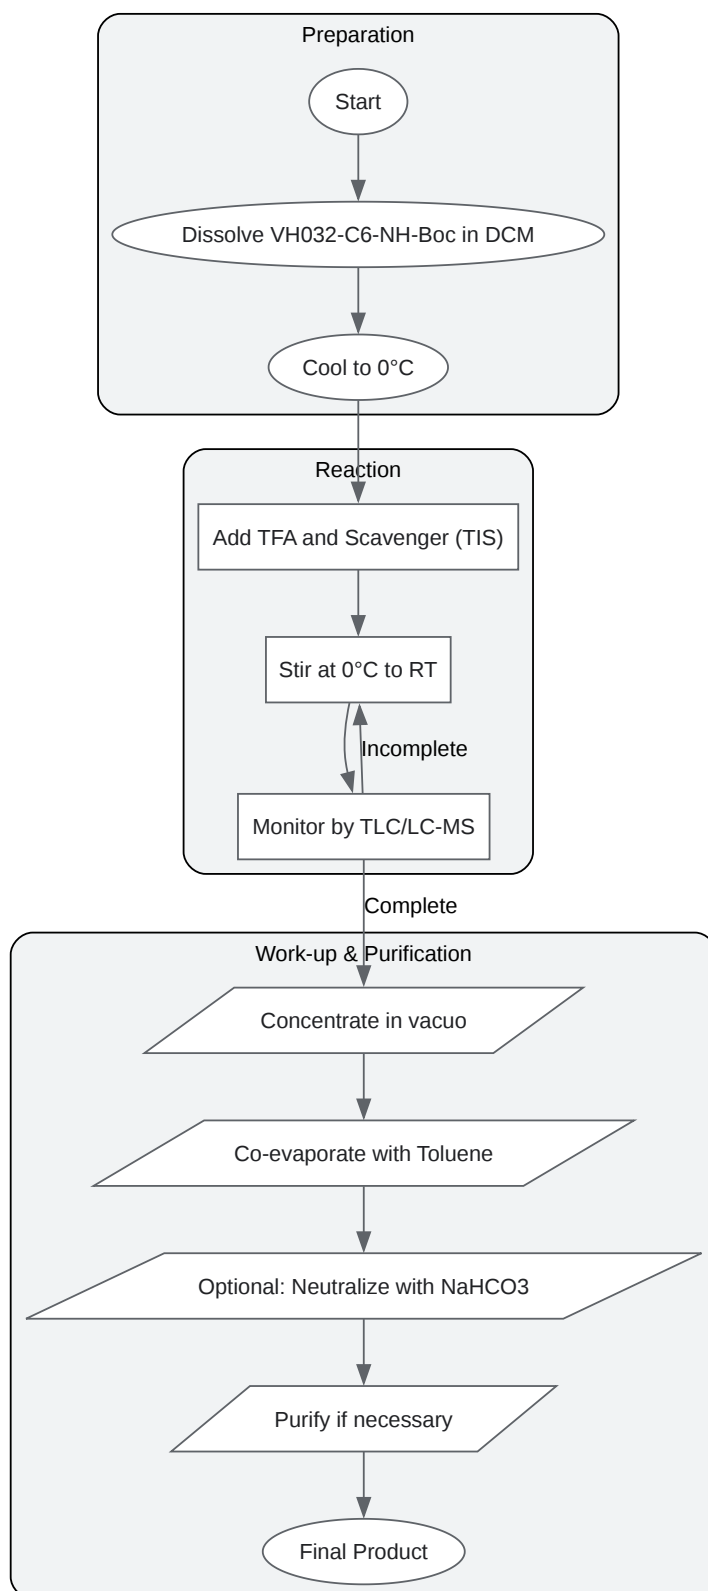 Preparation
Start
Dissolve VH032-C6-NH-Boc in DCM
Cool to 0°C
Reaction
Add TFA and Scavenger (TIS)
Stir at 0°C to RT
Incomplete
Monitor by TLC/LC-MS
Complete
Work-up & Purification
Concentrate in vacuo
Co-evaporate with Toluene
Optional: Neutralize with NaHCO3
Purify if necessary
Final Product